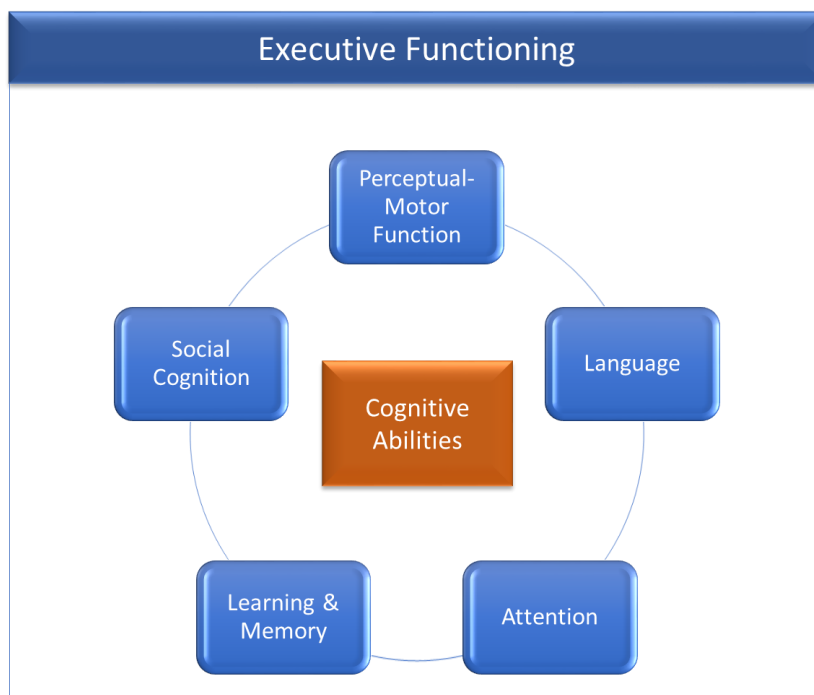 Executive Functioning
Perceptual-
Motor
Function
Social
Cognition
Language
Cognitive
Abilities
Learning &
Memory
Attention